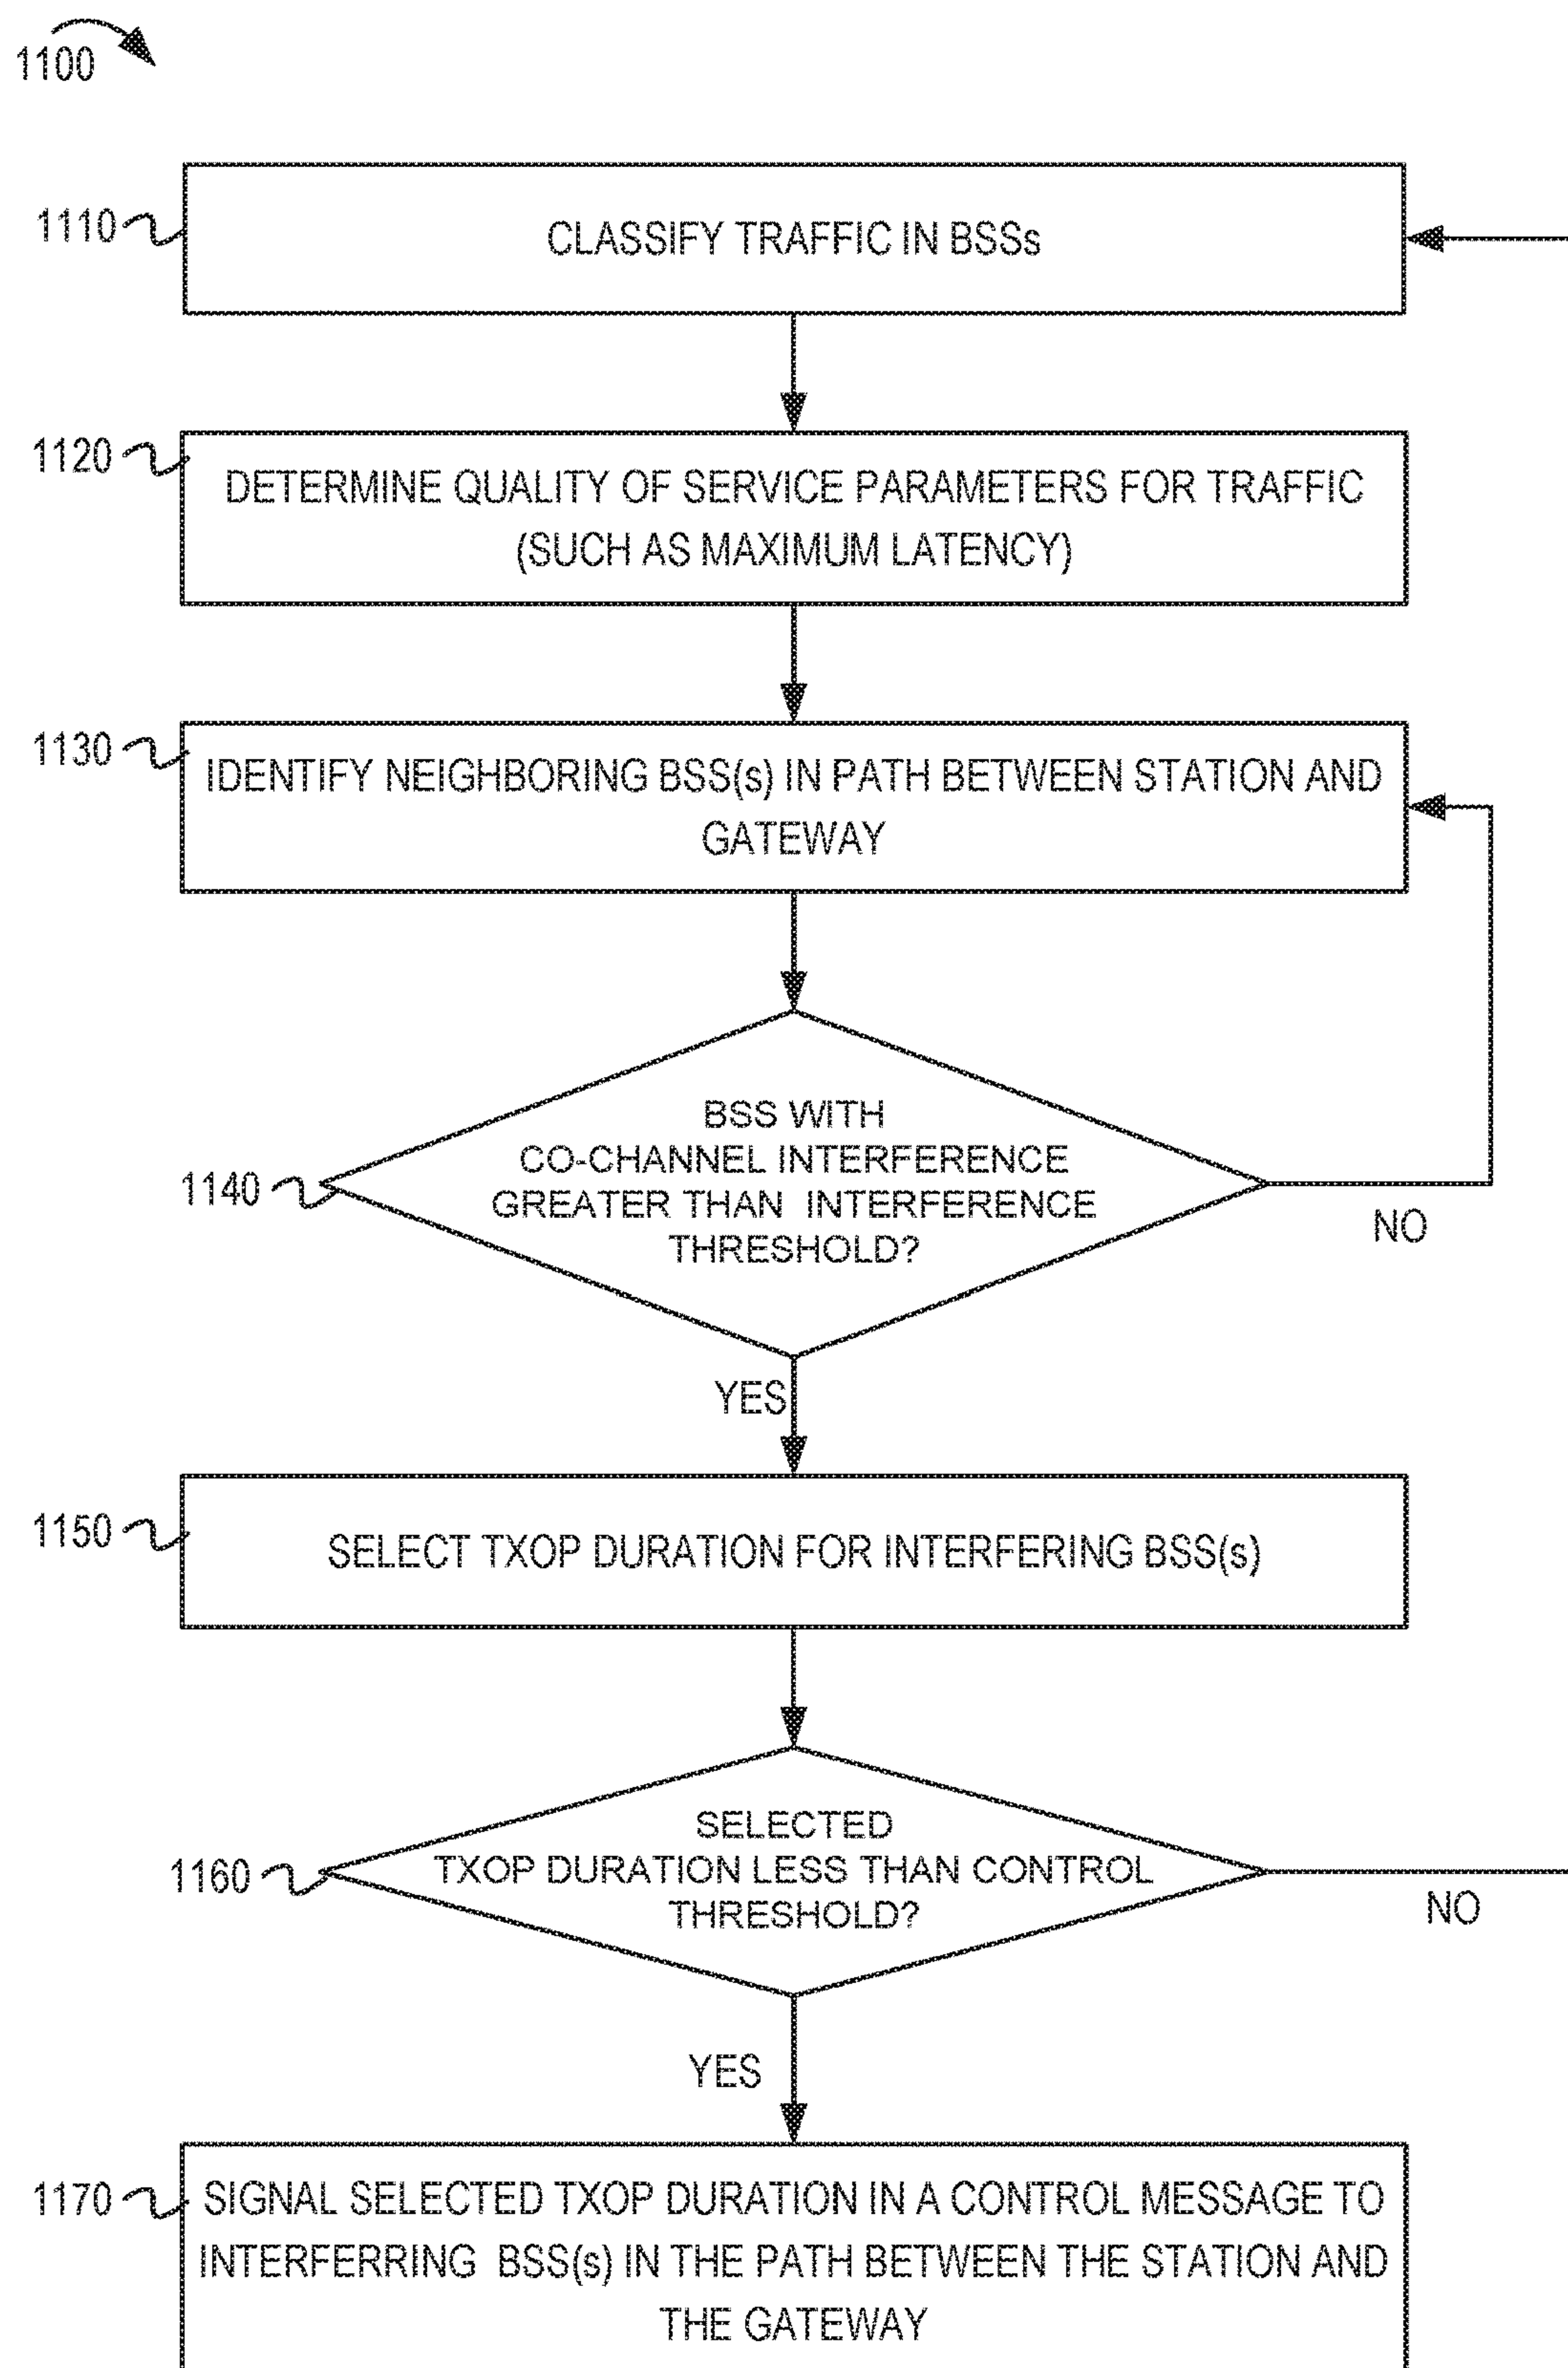 1100
1110
CLASSIFY TRAFFIC IN BSSs
1120
DETERMINE QUALITY OF SERVICE PARAMETERS FOR TRAFFIC
(SUCH AS MAXIMUM LATENCY)
1130
IDENTIFY NEIGHBORING BSS(s) IN PATH BETWEEN STATION AND
GATEWAY
1140
BSS WITH
CO-CHANNEL INTERFERENCE
GREATER THAN INTERFERENCE
THRESHOLD?
NO
YES
1150
SELECT TXOP DURATION FOR INTERFERING BSS(s)
1160
SELECTED
TXOP DURATION LESS THAN CONTROL
THRESHOLD?
NO
YES
1170
SIGNAL SELECTED TXOP DURATION IN A CONTROL MESSAGE TO
INTERFERRING BSS(s) IN THE PATH BETWEEN THE STATION AND
THE GATEWAY